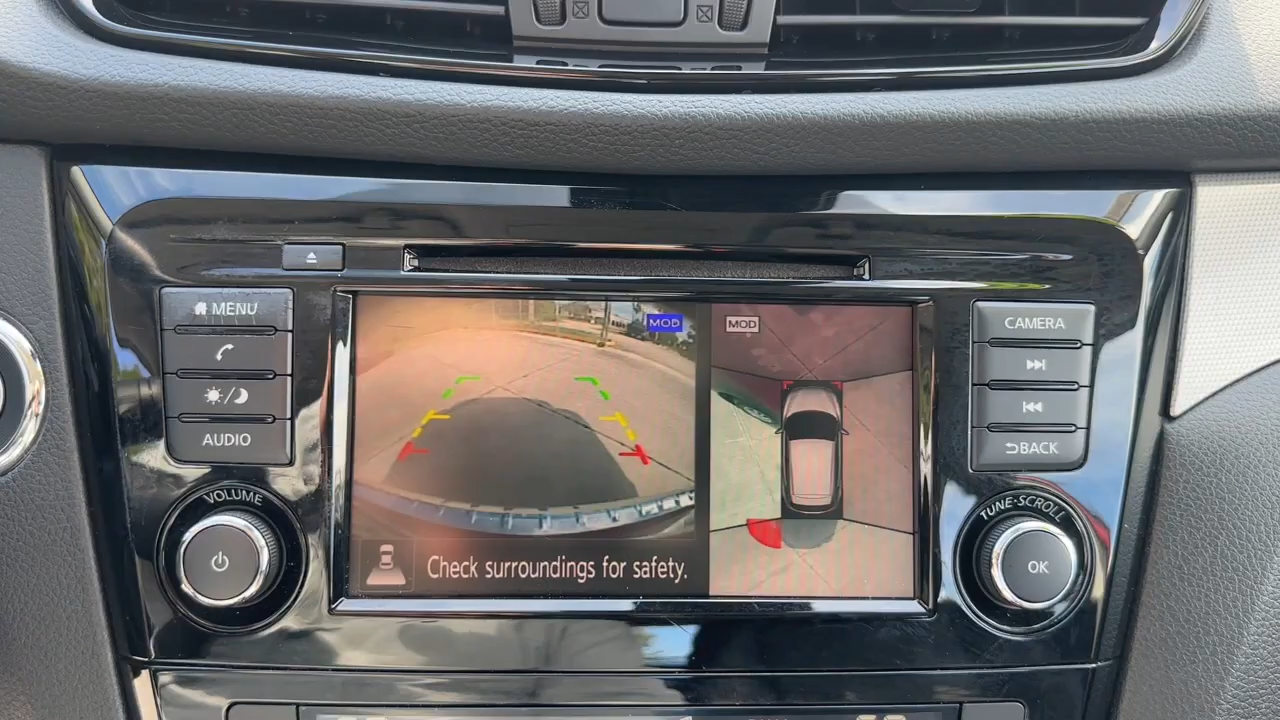 MENU
AUDIO
VOLUME
MOD
MOD
Check surroundings for safety.
CAMERA
BACK
TUNE·SCROLL
OK